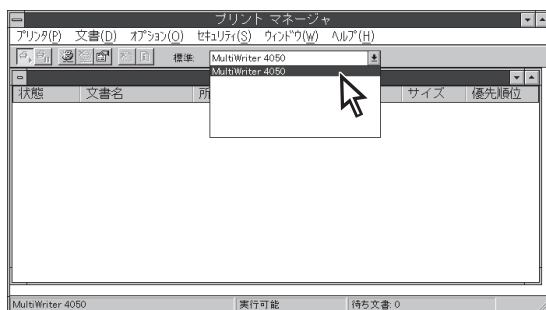 プリント マネージャ
プリンタ(P) 文書(D) オプション(O) セキュリティ(S) ウィンドウ(W) ヘルプ(H)
標準: MultiWriter 4050
MultiWriter 4050
状態 文書名 所 サイズ 優先順位
MultiWriter 4050 実行可能 待ち文書: 0